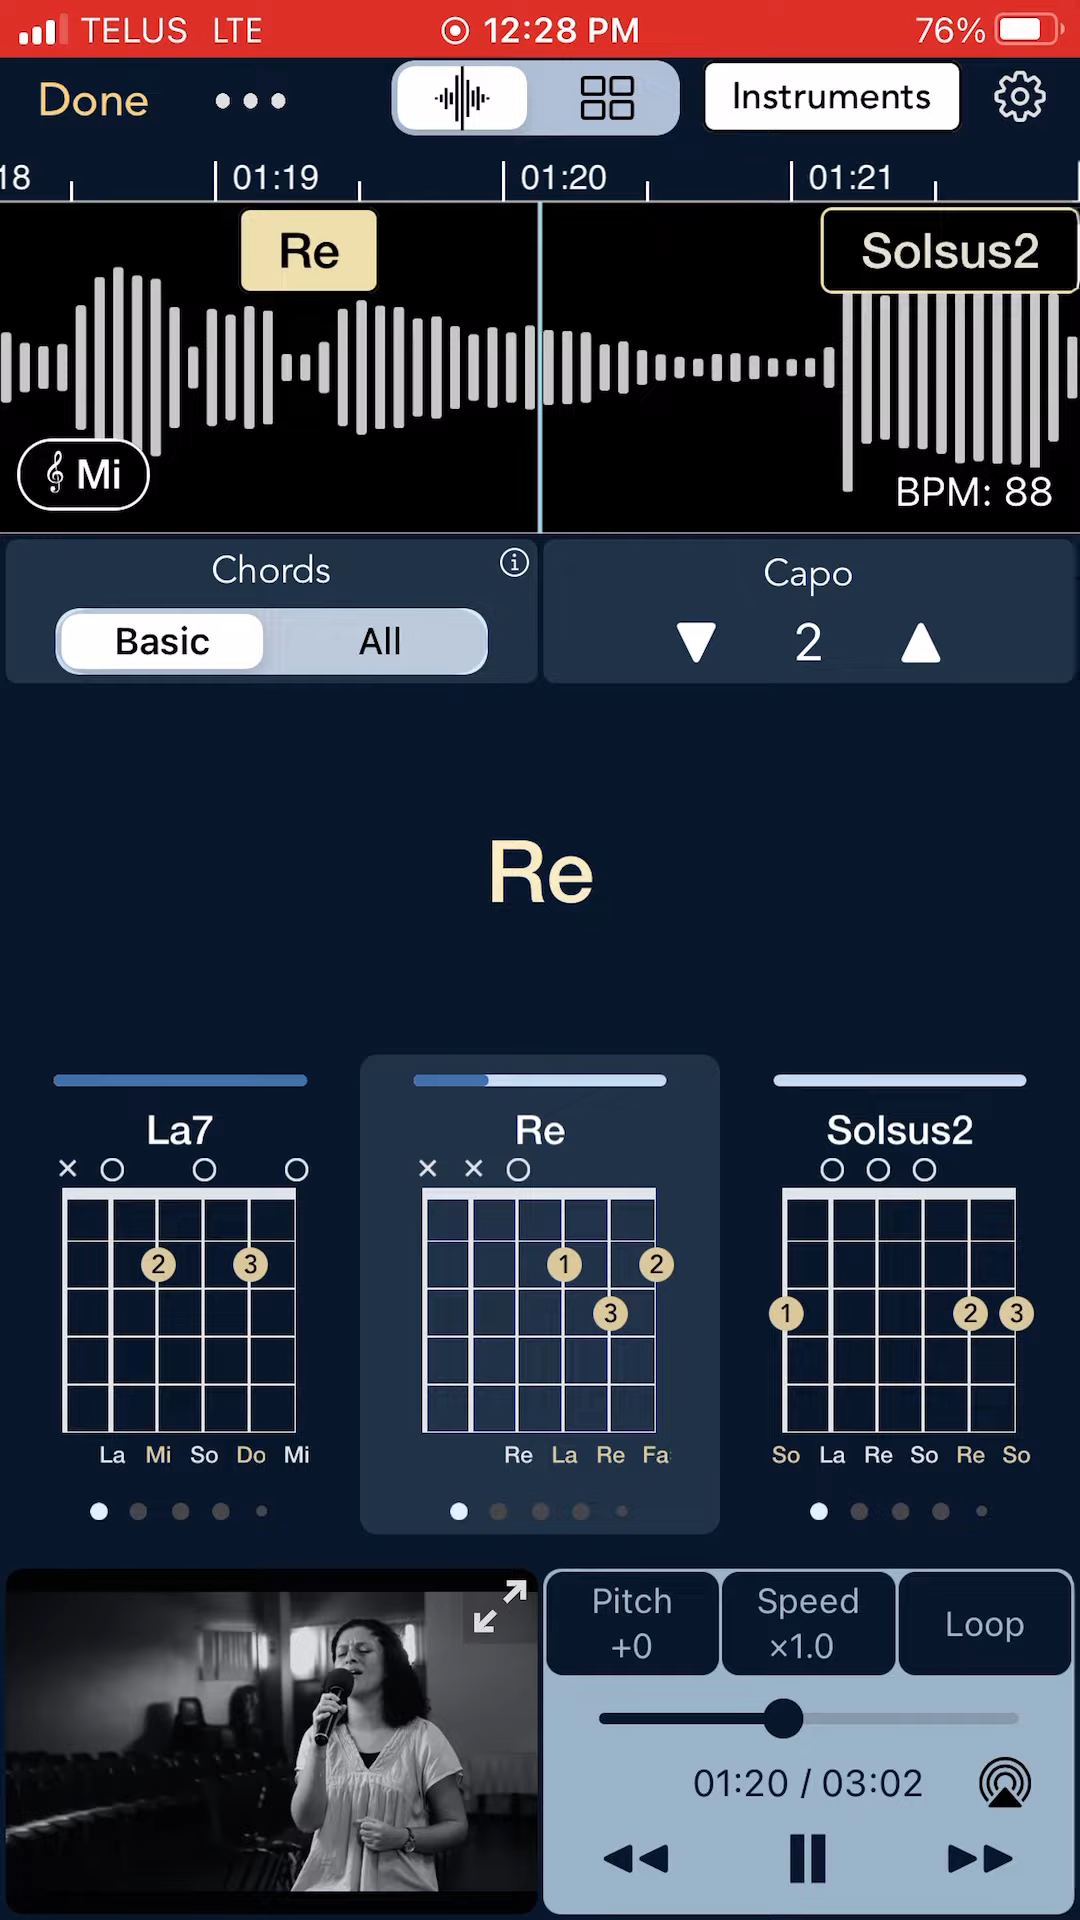 TELUS LTE 12:28 PM 76%
Done Instruments
18 01:19 01:20 01:21
Re Solsus2
Mi
BPM: 88
Chords
Capo
Basic All
2
Re
La7 Re Solsus2
2 3 1 2
3
1 2 3
La Mi So Do Mi Re La Re Fa So La Re So Re So
Pitch Speed Loop
+0 ×1.0
01:20 / 03:02